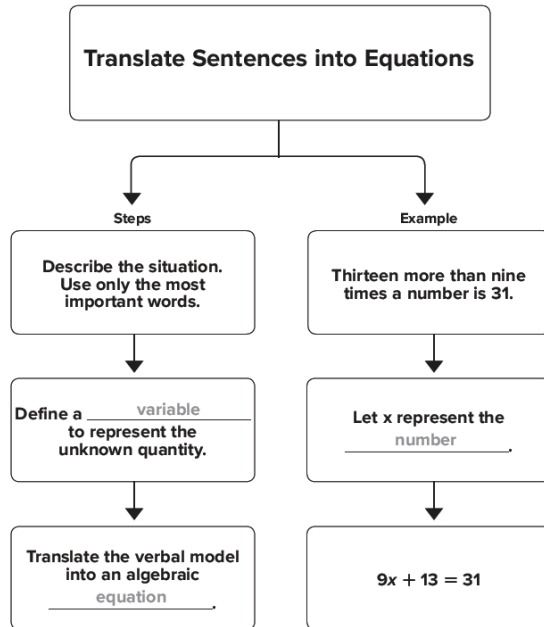 Translate Sentences into Equations
Steps
Describe the situation.
Use only the most
important words.
Define a variable
to represent the
unknown quantity.
Translate the verbal model
into an algebraic
equation.
Example
Thirteen more than nine
times a number is 31.
Let x represent the
number.
9x + 13 = 31